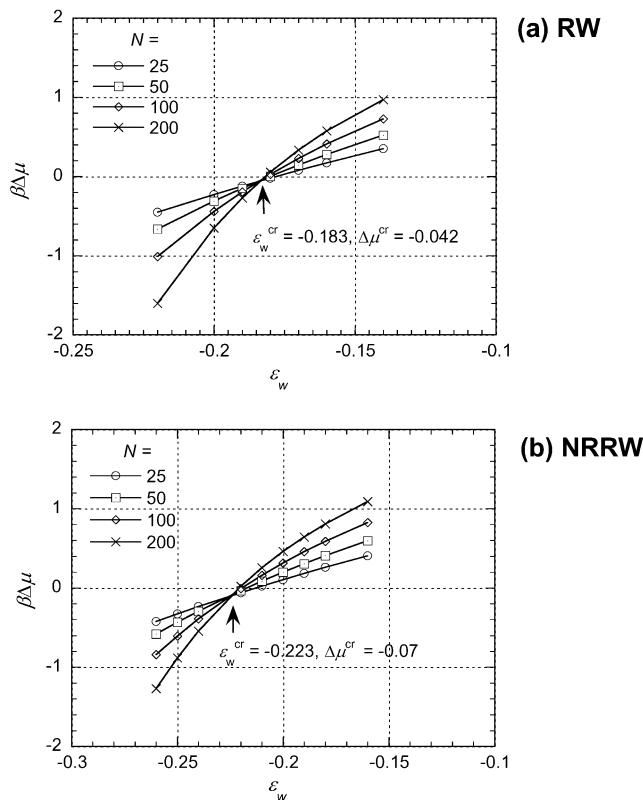 (a) RW
N =
25
50
100
200
2
1
0
-1
-2
βΔμ
ε_w^cr = -0.183, Δμ^cr = -0.042
-0.25 -0.2 -0.15 -0.1
ε_w
(b) NRRW
N =
25
50
100
200
2
1
0
-1
-2
βΔμ
ε_w^cr = -0.223, Δμ^cr = -0.07
-0.3 -0.25 -0.2 -0.15 -0.1
ε_w